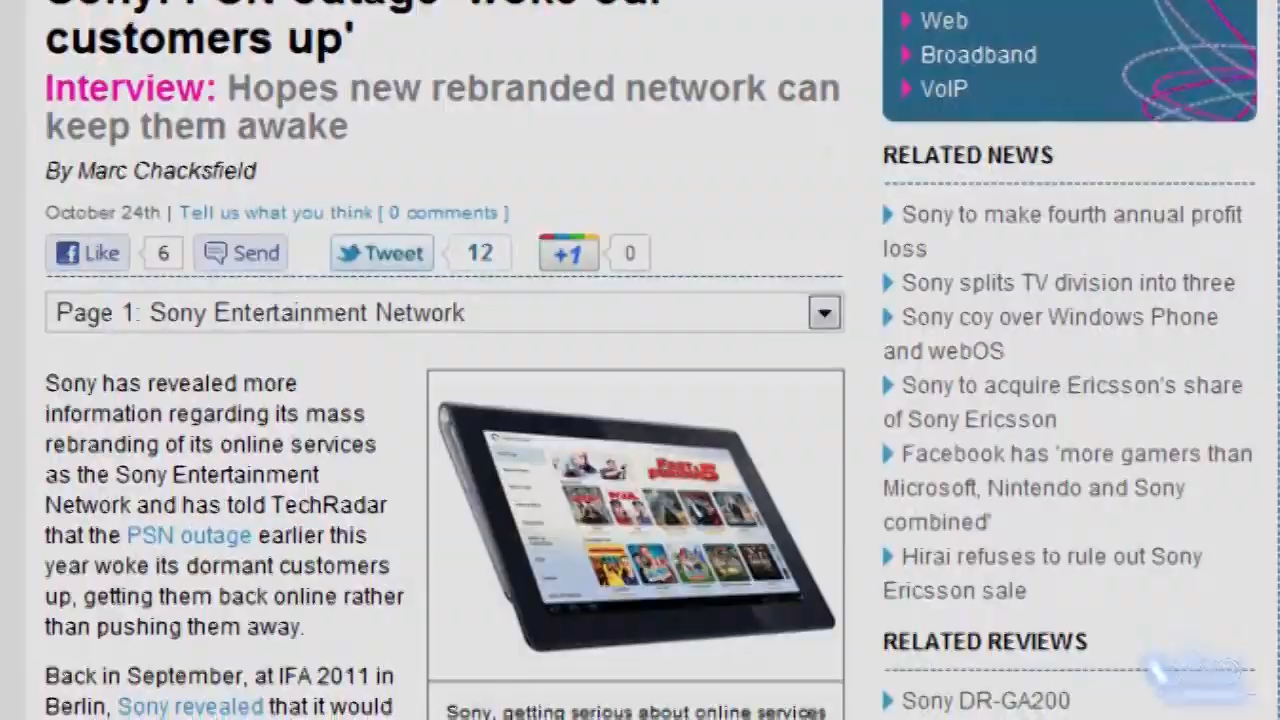 Sony: PSN outage 'woke our
customers up'
Interview: Hopes new rebranded network can
keep them awake
By Marc Chacksfield
October 24th | Tell us what you think [ 0 comments ]
Like 6 Send Tweet 12 +1 0
Page 1: Sony Entertainment Network
Sony has revealed more
information regarding its mass
rebranding of its online services
as the Sony Entertainment
Network and has told TechRadar
that the PSN outage earlier this
year woke its dormant customers
up, getting them back online rather
than pushing them away.
Back in September, at IFA 2011 in
Berlin, Sony revealed that it would
Sony, getting serious about online services
Web
Broadband
VoIP
RELATED NEWS
Sony to make fourth annual profit
loss
Sony splits TV division into three
Sony coy over Windows Phone
and webOS
Sony to acquire Ericsson's share
of Sony Ericsson
Facebook has 'more gamers than
Microsoft, Nintendo and Sony
combined'
Hirai refuses to rule out Sony
Ericsson sale
RELATED REVIEWS
Sony DR-GA200